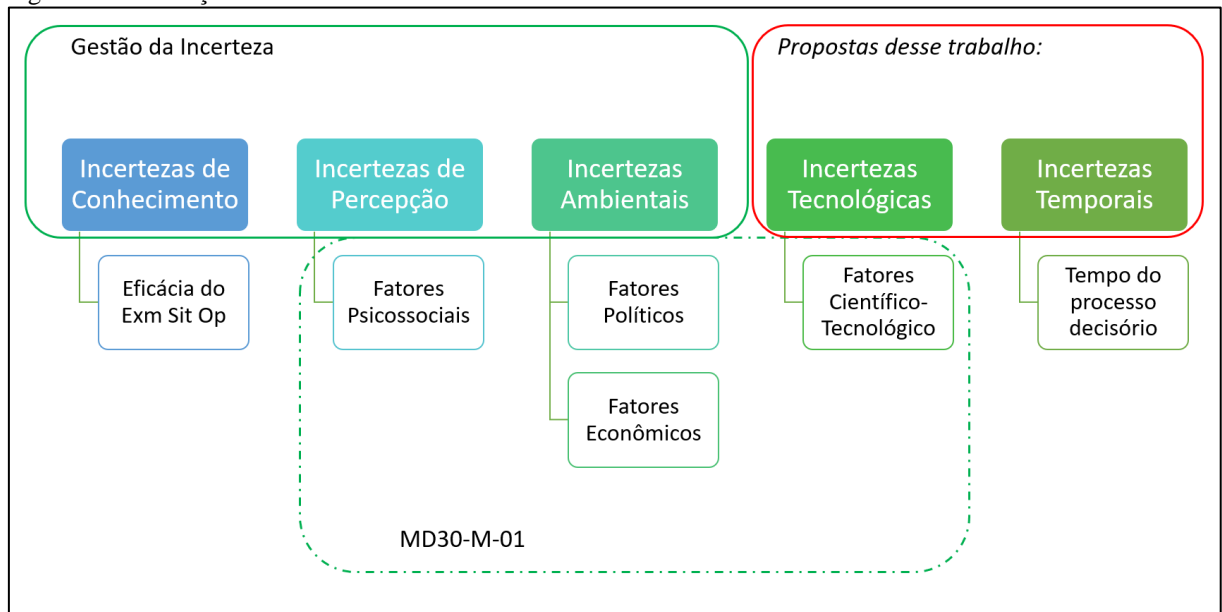 Gestão da Incerteza
Propostas desse trabalho:
Incertezas de
Conhecimento
Incertezas de
Percepção
Incertezas
Ambientais
Incertezas
Tecnológicas
Incertezas
Temporais
Eficácia do
Exm Sit Op
Fatores
Psicossociais
Fatores
Políticos
Fatores
Científico-
Tecnológico
Tempo do
processo
decisório
Fatores
Econômicos
MD30-M-01